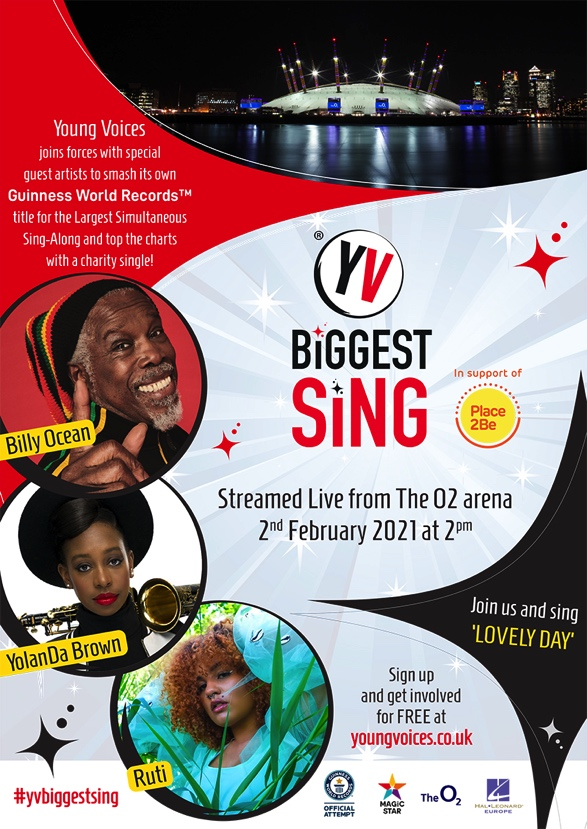 Young Voices
joins forces with special
guest artists to smash its own
Guinness World Records™
title for the Largest Simultaneous
Sing-Along and top the charts
with a charity single!
®
YV
BiGGEST
SiNG
In support of
Place
2Be
Billy Ocean
Streamed Live from The O2 arena
2nd February 2021 at 2pm
YolanDa Brown
Join us and sing
'LOVELY DAY'
Sign up
and get involved
for FREE at
youngvoices.co.uk
Ruti
#yvbiggestsing
GUINNESS
WORLD RECORDS
OFFICIAL
ATTEMPT
MAGIC
STAR
The O2
HAL•LEONARD
EUROPE